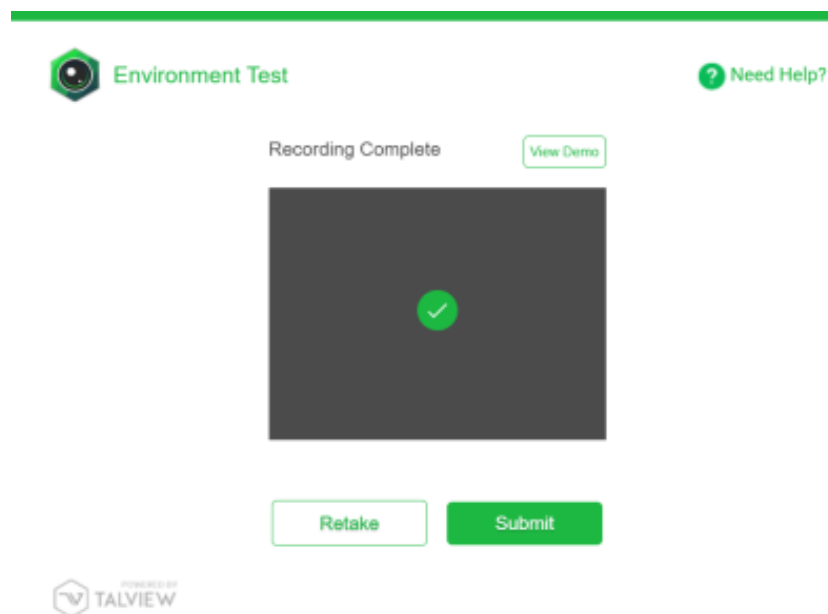 Environment Test
? Need Help?
Recording Complete
View Demo
Retake
Submit
POWERED BY
TALVIEW